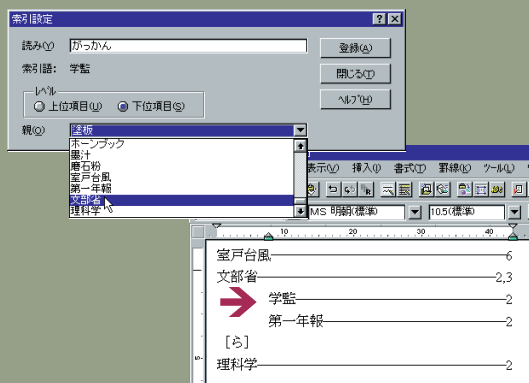 索引設定
読み(Y) がっかん
登録(A)
索引語: 学監
閉じる(T)
レベル
上位項目(U) 下位項目(S)
ヘルプ(H)
親(O) 塗板
ホーンブック
墨汁
磨石粉
室戸台風
第一年報
文部省
理科学
表示(V) 挿入(I) 書式(O) 罫線(K) ツール(L)
MS 明朝(標準) 10.5(標準)
10 20 30 40
室戸台風 6
文部省 2,3
学監 2
第一年報 2
[ら]
理科学 2
5